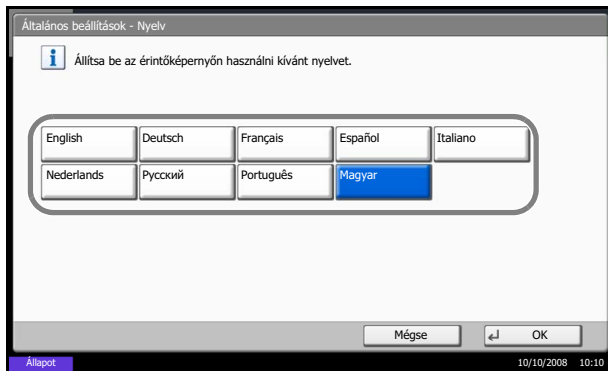 Általános beállítások - Nyelv
Állítsa be az érintőképernyőn használni kívánt nyelvet.
English Deutsch Français Español Italiano
Nederlands Русский Português Magyar
Mégse OK
Állapot 10/10/2008 10:10